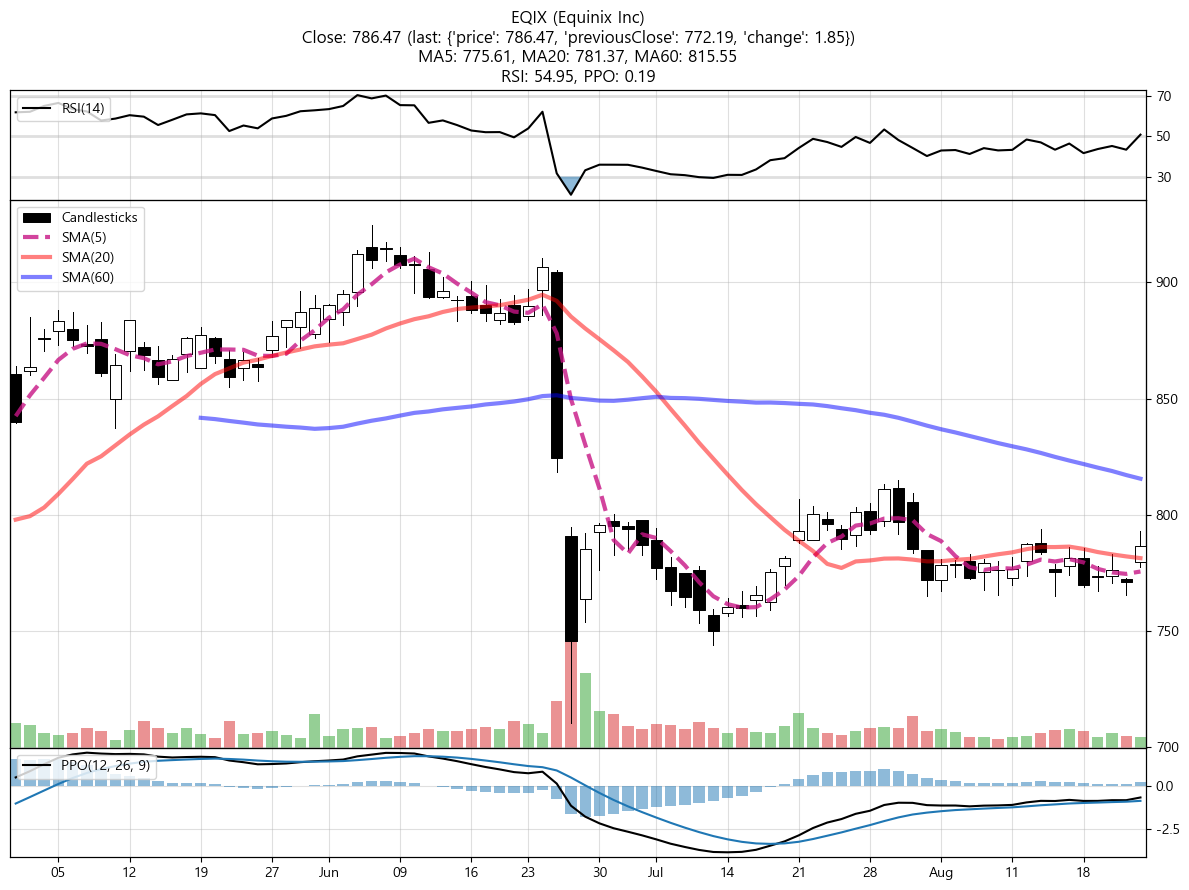 EQIX (Equinix Inc)
Close: 786.47 (last: {'price': 786.47, 'previousClose': 772.19, 'change': 1.85})
MA5: 775.61, MA20: 781.37, MA60: 815.55
RSI: 54.95, PPO: 0.19
RSI(14)
70
50
30
Candlesticks
SMA(5)
SMA(20)
SMA(60)
900
850
800
750
700
PPO(12, 26, 9)
0.0
-2.5
05 12 19 27 Jun 09 16 23 30 Jul 14 21 28 Aug 11 18